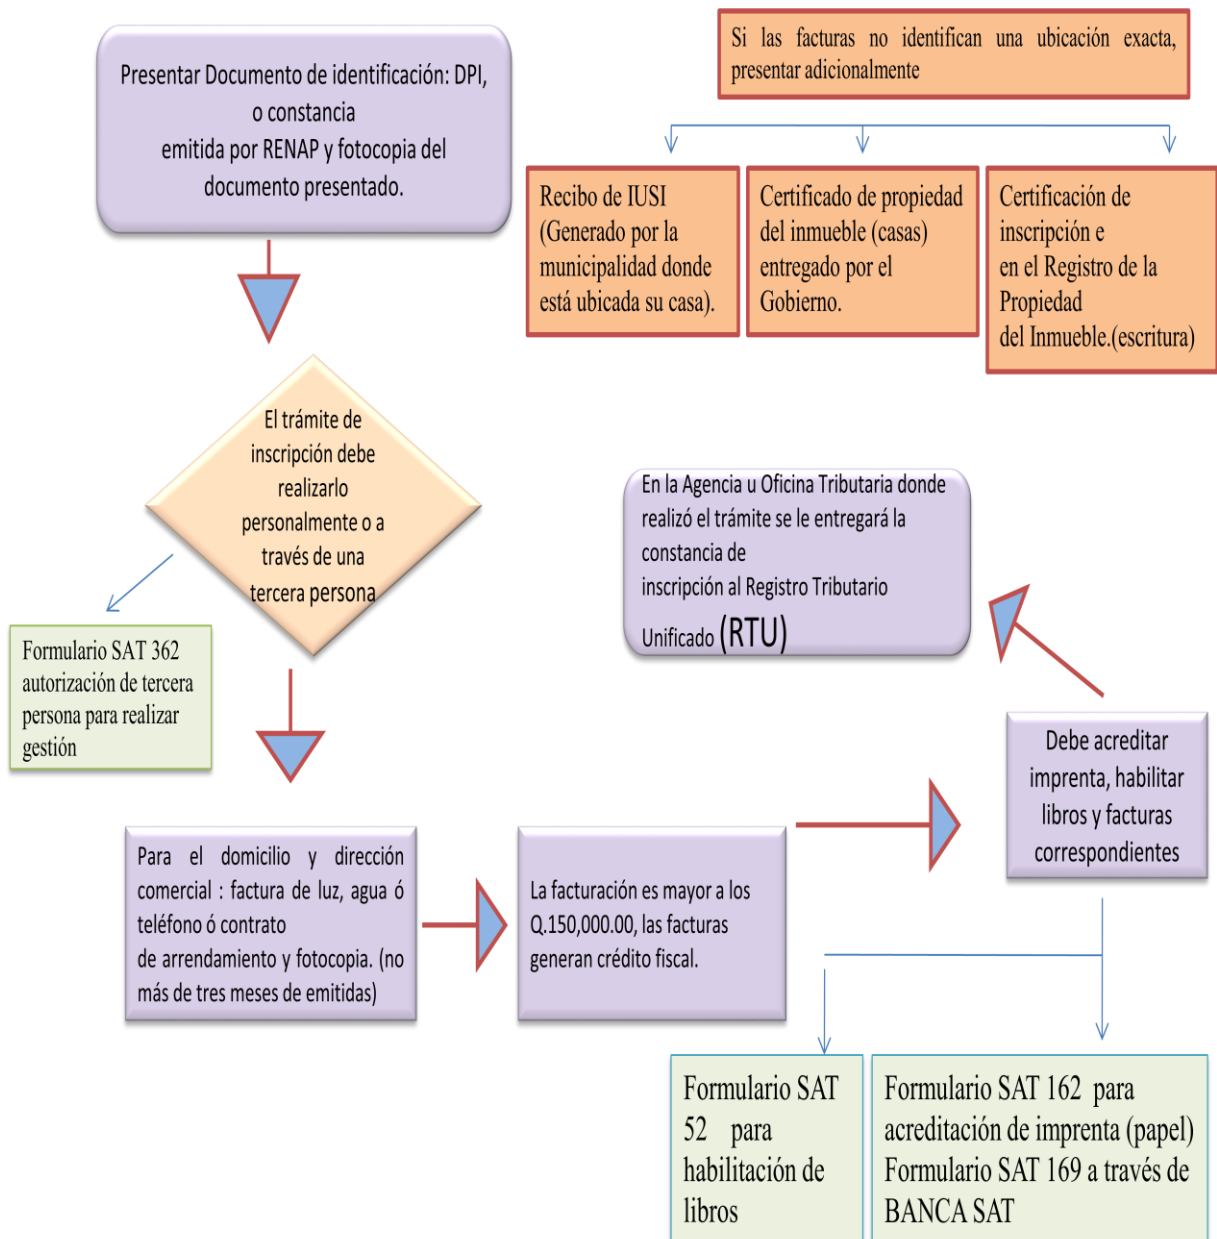 Presentar Documento de identificación: DPI,
o constancia
emitida por RENAP y fotocopia del
documento presentado.
Si las facturas no identifican una ubicación exacta,
presentar adicionalmente
Recibo de IUSI
(Generado por la
municipalidad donde
está ubicada su casa).
Certificado de propiedad
del inmueble (casas)
entregado por el
Gobierno.
Certificación de
inscripción e
en el Registro de la
Propiedad
del Inmueble.(escritura)
El trámite de
inscripción debe
realizarlo
personalmente o a
través de una
tercera persona
Formulario SAT 362
autorización de tercera
persona para realizar
gestión
En la Agencia u Oficina Tributaria donde
realizó el trámite se le entregará la
constancia de
inscripción al Registro Tributario
Unificado (RTU)
Debe acreditar
imprenta, habilitar
libros y facturas
correspondientes
Para el domicilio y dirección
comercial : factura de luz, agua ó
teléfono ó contrato
de arrendamiento y fotocopia. (no
más de tres meses de emitidas)
La facturación es mayor a los
Q.150,000.00, las facturas
generan crédito fiscal.
Formulario SAT
52 para
habilitación de
libros
Formulario SAT 162 para
acreditación de imprenta (papel)
Formulario SAT 169 a través de
BANCA SAT